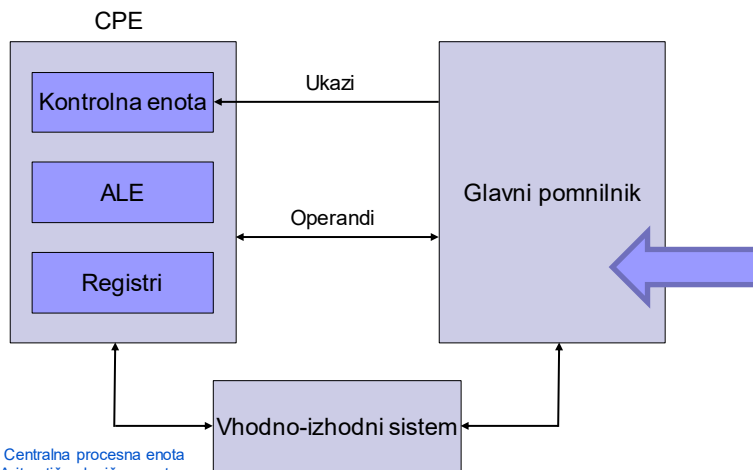 CPE
Kontrolna enota
Ukazi
ALE
Glavni pomnilnik
Operandi
Registri
Vhodno-izhodni sistem
Centralna procesna enota